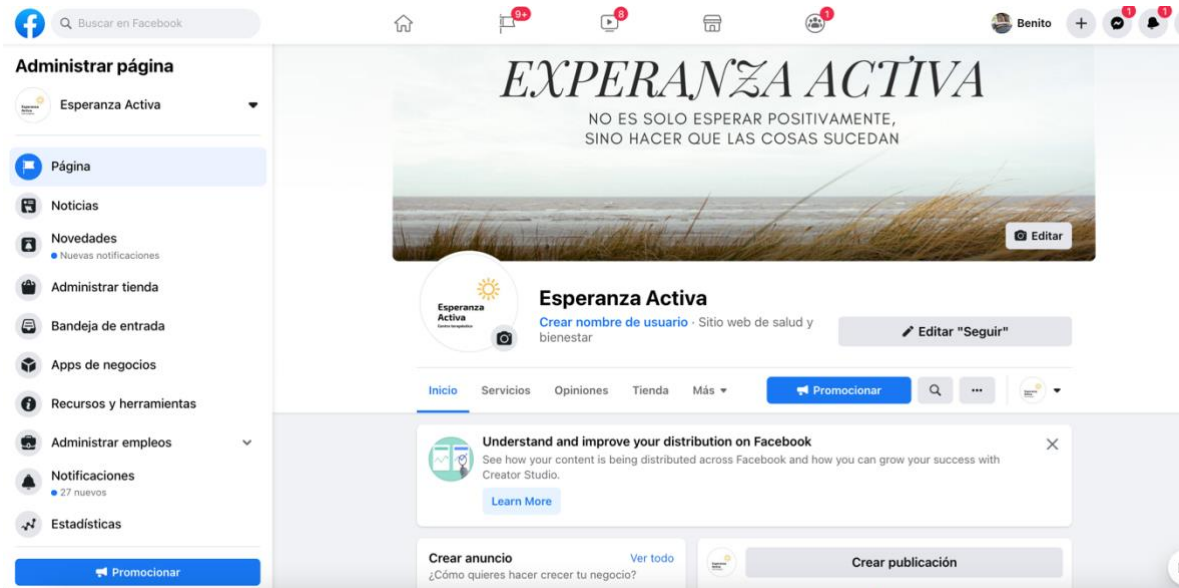 Buscar en Facebook
9+
8
1
Benito
1
1
Administrar página
Esperanza Activa
Página
Noticias
Novedades
Nuevas notificaciones
Administrar tienda
Bandeja de entrada
Apps de negocios
Recursos y herramientas
Administrar empleos
Notificaciones
27 nuevos
Estadísticas
Promocionar
EXPERANZA ACTIVA
NO ES SOLO ESPERAR POSITIVAMENTE,
SINO HACER QUE LAS COSAS SUCEDAN
Editar
Esperanza
Activa
Esperanza Activa
Crear nombre de usuario · Sitio web de salud y
bienestar
Editar "Seguir"
Inicio Servicios Opiniones Tienda Más
Promocionar
Understand and improve your distribution on Facebook
See how your content is being distributed across Facebook and how you can grow your success with
Creator Studio.
Learn More
Crear anuncio Ver todo
¿Cómo quieres hacer crecer tu negocio?
Crear publicación